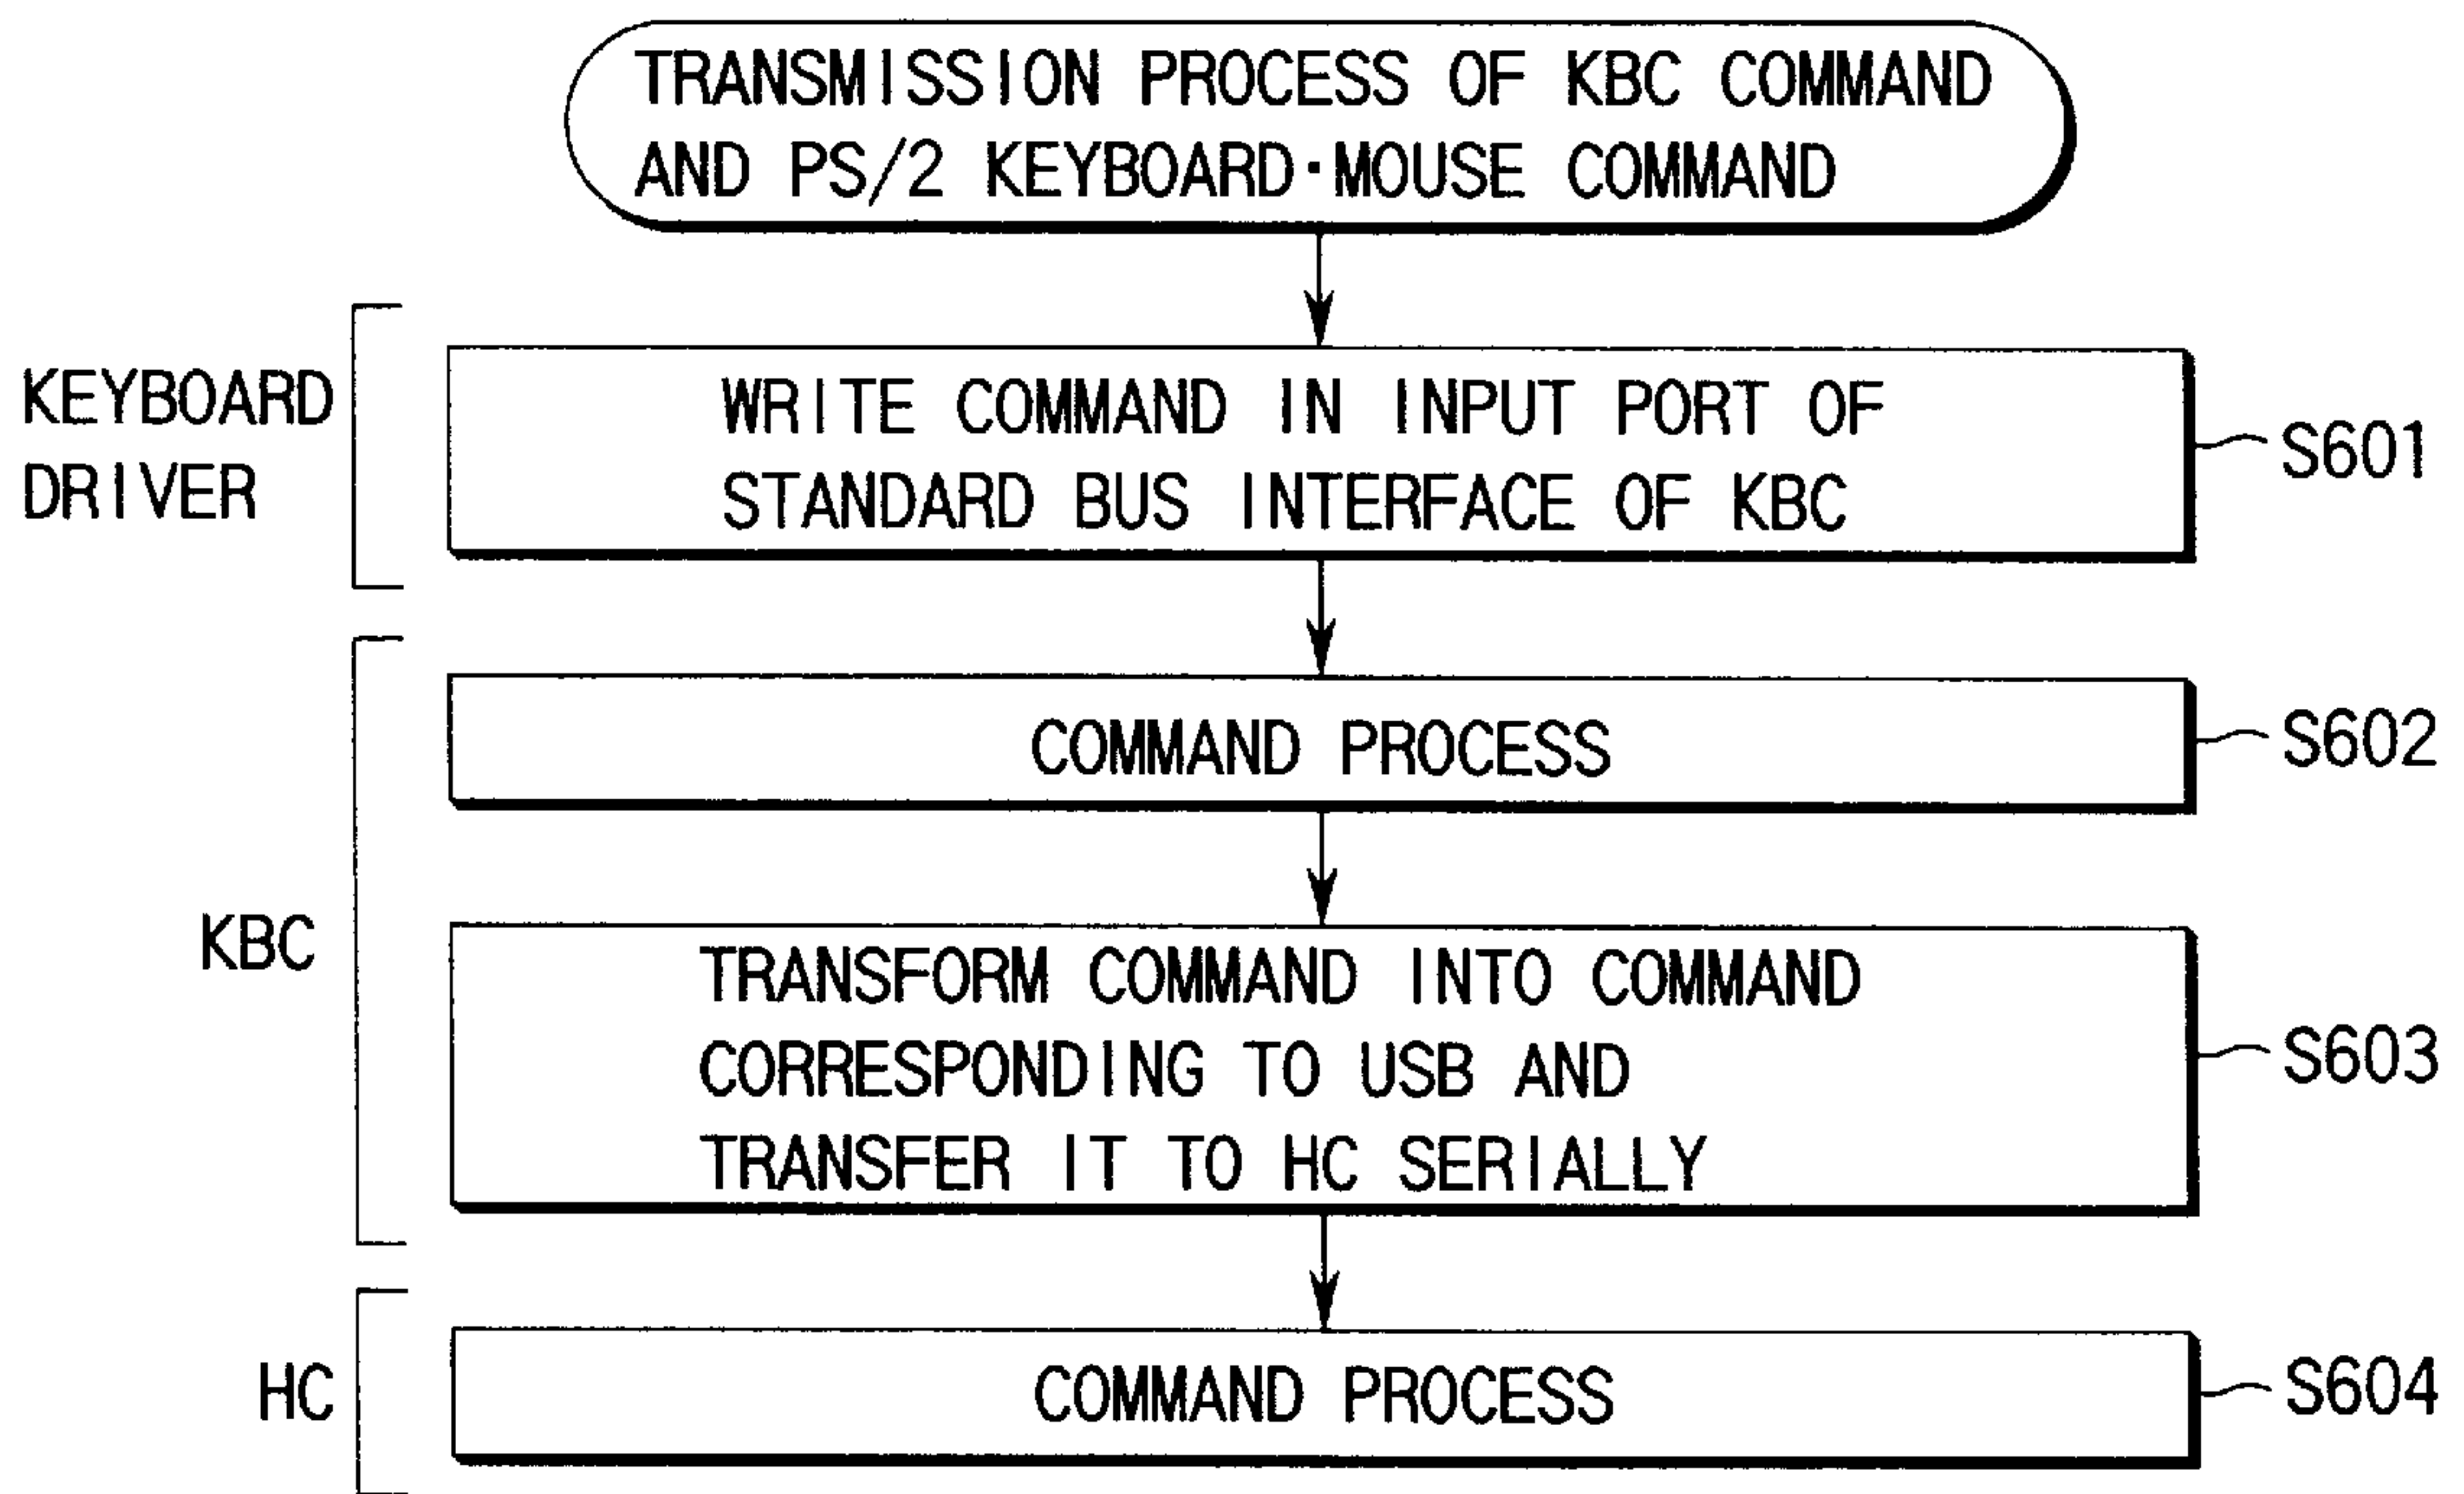 TRANSMISSION PROCESS OF KBC COMMAND
AND PS/2 KEYBOARD・MOUSE COMMAND
KEYBOARD
DRIVER
WRITE COMMAND IN INPUT PORT OF
STANDARD BUS INTERFACE OF KBC
S601
COMMAND PROCESS
S602
KBC
TRANSFORM COMMAND INTO COMMAND
CORRESPONDING TO USB AND
TRANSFER IT TO HC SERIALLY
S603
HC
COMMAND PROCESS
S604